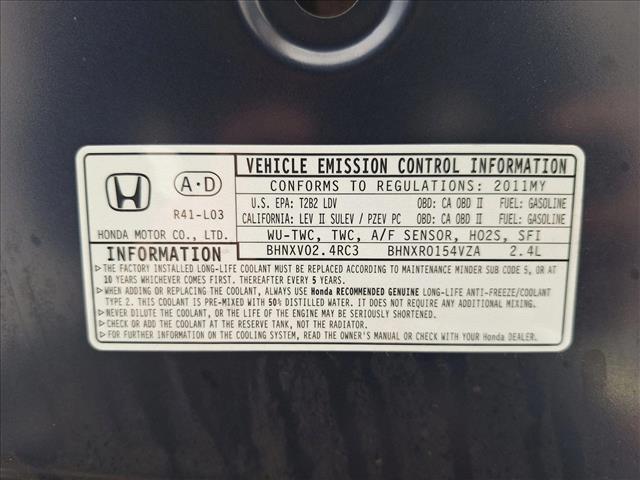 VEHICLE EMISSION CONTROL INFORMATION
CONFORMS TO REGULATIONS: 2011MY
A·D
R41-L03
HONDA MOTOR CO., LTD.
U.S. EPA: T2B2 LDV OBD: CA OBD II FUEL: GASOLINE
CALIFORNIA: LEV II SULEV / PZEV PC OBD: CA OBD II FUEL: GASOLINE
WU-TWC, TWC, A/F SENSOR, HO2S, SFI
INFORMATION
BHNXV02.4RC3 BHNXR0154VZA 2.4L
▷THE FACTORY INSTALLED LONG-LIFE COOLANT MUST BE REPLACED ACCORDING TO MAINTENANCE MINDER SUB CODE 5, OR AT
10 YEARS WHICHEVER COMES FIRST. THEREAFTER EVERY 5 YEARS.
▷WHEN ADDING OR REPLACING THE COOLANT, ALWAYS USE Honda RECOMMENDED GENUINE LONG-LIFE ANTI-FREEZE/COOLANT
TYPE 2. THIS COOLANT IS PRE-MIXED WITH 50% DISTILLED WATER. IT DOES NOT REQUIRE ANY ADDITIONAL MIXING.
▷NEVER DILUTE THE COOLANT, OR THE LIFE OF THE ENGINE MAY BE SERIOUSLY SHORTENED.
▷CHECK OR ADD THE COOLANT AT THE RESERVE TANK, NOT THE RADIATOR.
▷FOR FURTHER INFORMATION ON THE COOLING SYSTEM, READ THE OWNER'S MANUAL OR CHECK WITH YOUR Honda DEALER.